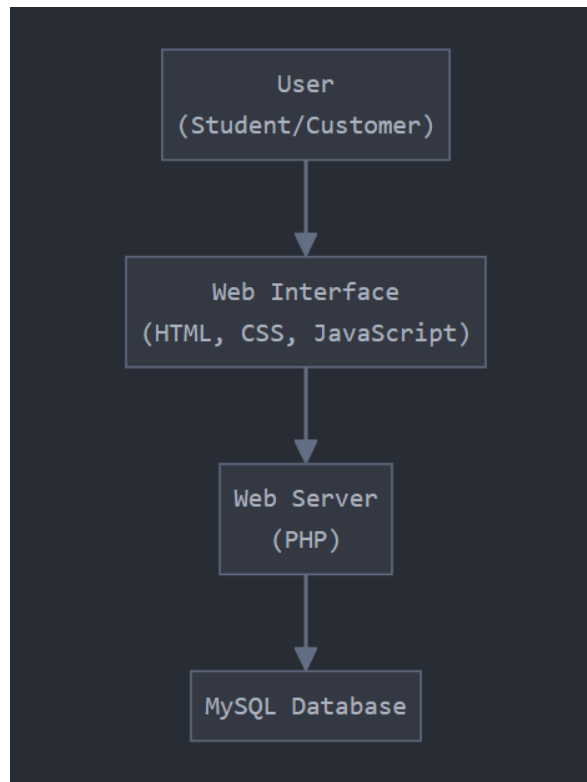 User
(Student/Customer)
Web Interface
(HTML, CSS, JavaScript)
Web Server
(PHP)
MySQL Database